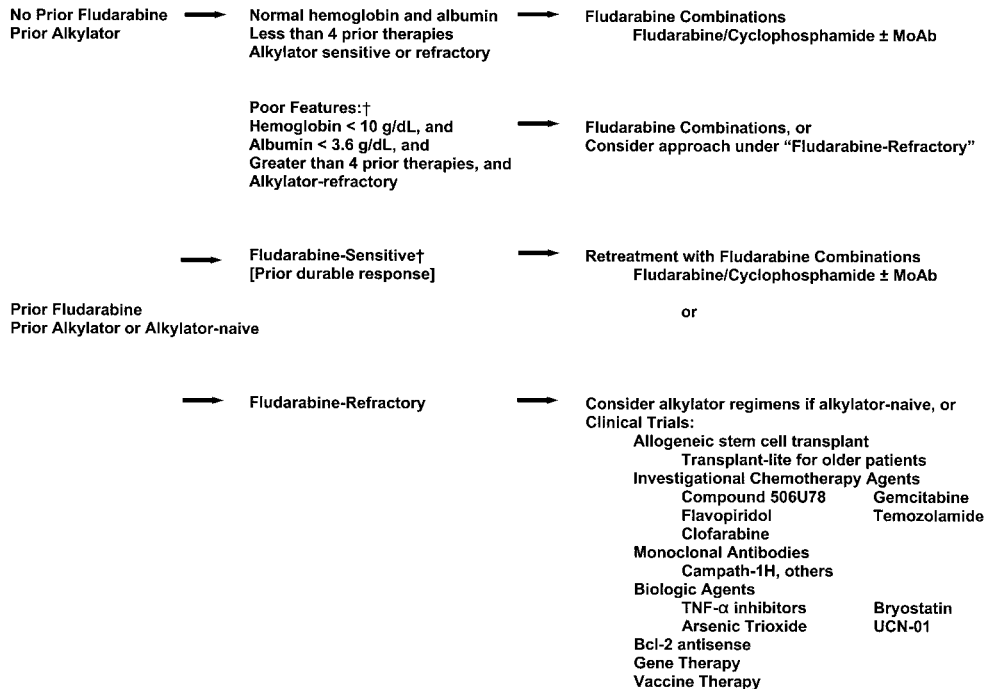 No Prior Fludarabine
Prior Alkylator
Normal hemoglobin and albumin
Less than 4 prior therapies
Alkylator sensitive or refractory
Fludarabine Combinations
Fludarabine/Cyclophosphamide ± MoAb
Poor Features:†
Hemoglobin < 10 g/dL, and
Albumin < 3.6 g/dL, and
Greater than 4 prior therapies, and
Alkylator-refractory
Fludarabine Combinations, or
Consider approach under “Fludarabine-Refractory”
Prior Fludarabine
Prior Alkylator or Alkylator-naive
Fludarabine-Sensitive†
[Prior durable response]
Retreatment with Fludarabine Combinations
Fludarabine/Cyclophosphamide ± MoAb
or
Fludarabine-Refractory
Consider alkylator regimens if alkylator-naive, or
Clinical Trials:
Allogeneic stem cell transplant
Transplant-lite for older patients
Investigational Chemotherapy Agents
Compound 506U78 Gemcitabine
Flavopiridol Temozolamide
Clofarabine
Monoclonal Antibodies
Campath-1H, others
Biologic Agents
TNF-α inhibitors Bryostatin
Arsenic Trioxide UCN-01
Bcl-2 antisense
Gene Therapy
Vaccine Therapy